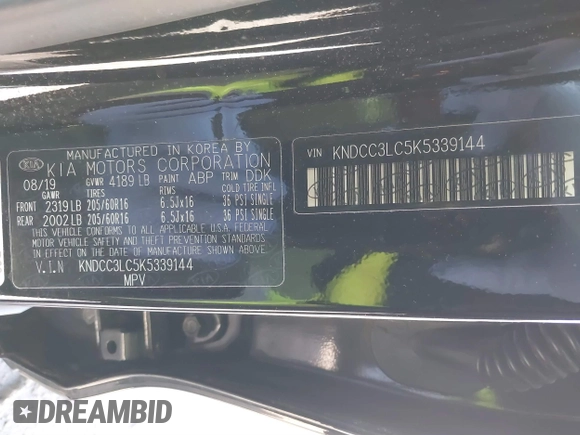 MANUFACTURED IN KOREA BY
KIA
KIA MOTORS CORPORATION
08/19 GVWR 4189 LB PAINT ABP TRIM DDK
GAWR TIRES RIMS COLD TIRE INFL
FRONT 2319 LB 205/60R16 6.5Jx16 36 PSI SINGLE
REAR 2002 LB 205/60R16 6.5Jx16 36 PSI SINGLE
THIS VEHICLE CONFORMS TO ALL APPLICABLE U.S.A. FEDERAL
MOTOR VEHICLE SAFETY AND THEFT PREVENTION STANDARDS
IN EFFECT ON THE DATE OF MANUFACTURE SHOWN ABOVE.
V.I.N KNDCC3LC5K5339144
MPV
VIN KNDCC3LC5K5339144
DREAMBID